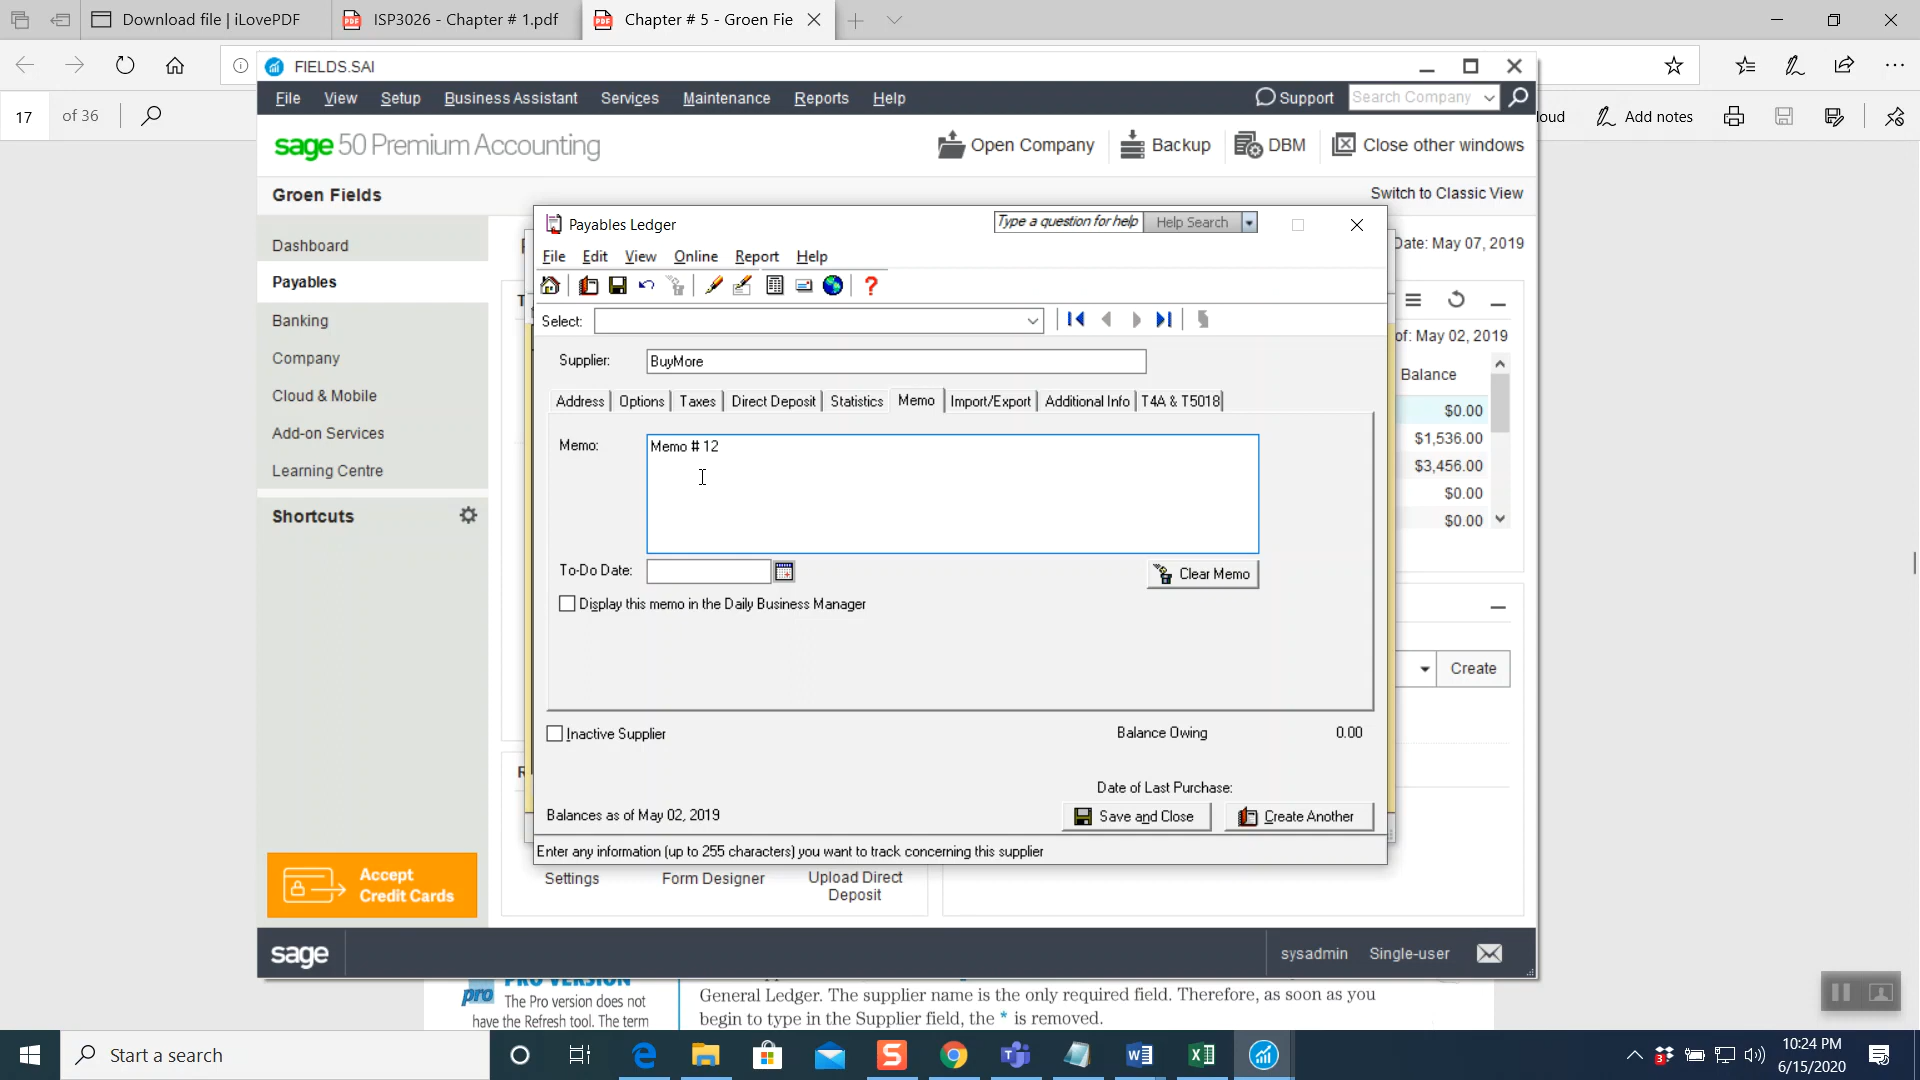 Download file | iLovePDF
ISP3026 - Chapter # 1.pdf
Chapter # 5 - Groen Fie
17 of 36
Add notes
FIELDS.SAI
File View Setup Business Assistant Services Maintenance Reports Help
Support
Search Company
sage 50 Premium Accounting
Open Company
Backup
DBM
Close other windows
Groen Fields
Switch to Classic View
Dashboard
Payables
Banking
Company
Cloud & Mobile
Add-on Services
Learning Centre
Shortcuts
Accept
Credit Cards
Date: May 07, 2019
of: May 02, 2019
Balance
$0.00
$1,536.00
$3,456.00
$0.00
$0.00
Create
Payables Ledger
Type a question for help
Help Search
File Edit View Online Report Help
Select:
Supplier: BuyMore
Address Options Taxes Direct Deposit Statistics Memo Import/Export Additional Info T4A & T5018
Memo: Memo # 12
To-Do Date:
Clear Memo
Display this memo in the Daily Business Manager
Inactive Supplier
Balance Owing 0.00
Date of Last Purchase:
Balances as of May 02, 2019
Save and Close
Create Another
Enter any information (up to 255 characters) you want to track concerning this supplier
Settings
Form Designer
Upload Direct
Deposit
sage
sysadmin Single-user
PRO VERSION
pro
The Pro version does not
have the Refresh tool. The term
General Ledger. The supplier name is the only required field. Therefore, as soon as you
begin to type in the Supplier field, the * is removed.
Start a search
10:24 PM
6/15/2020